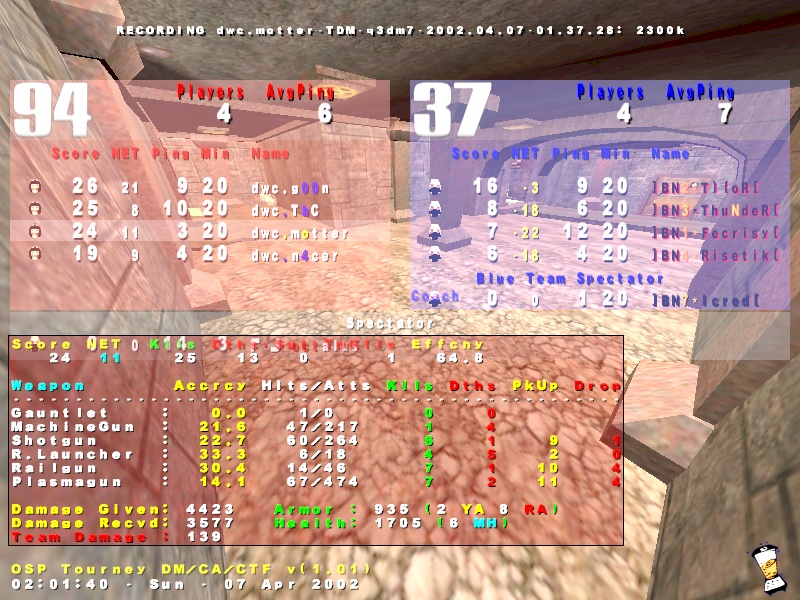 RECORDING dwc.motter-TDM-q3dm7-2002.04.07-01.37.26: 2300k
94 Players AvgPing
4 6
Score NET Ping Min Name
26 21 9 20 dwc.g00n
25 8 10 20 dwc.TbC
24 11 3 20 dwc.motter
19 9 4 20 dwc.n4cer
37 Players AvgPing
4 7
Score NET Ping Min Name
16 -3 9 20
8 -18 6 20 ThuNdeR[
7 -22 12 20 Fecrisy[
6 -18 4 20 Risetik[
Blue Team Spectator
Coach 0 0 1 20 Icred[
Spectator
Score NET Kills Dths Sui TmKlls Effcny
24 11 25 13 0 1 64.8
Weapon Accrcy Hits/Atts Klls Dths PkUp Drop
Gauntlet : 0.0 1/0 0 0
MachineGun : 21.6 47/217 1 4
Shotgun : 22.7 60/264 6 1 9 1
R.Launcher : 33.3 6/18 4 5 2 0
Railgun : 30.4 14/46 7 1 10 4
Plasmagun : 14.1 67/474 7 2 11 4
Damage Given: 4423 Armor : 935 (2 YA 8 RA)
Damage Recvd: 3577 Health: 1705 (6 MH)
Team Damage : 139
OSP Tourney DM/CA/CTF v(1.01)
02:01:40 - Sun - 07 Apr 2002